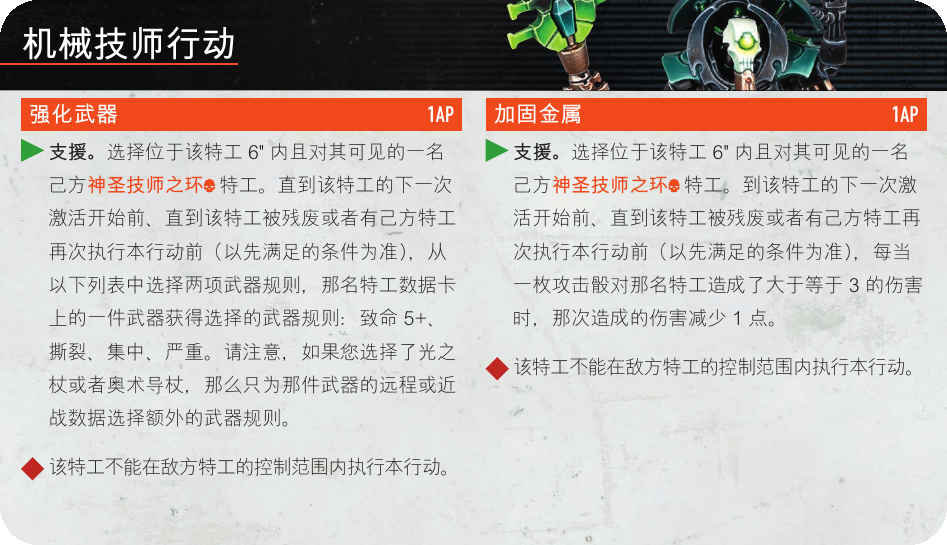 机械技师行动
强化武器 1AP
支援。选择位于该特工 6" 内且对其可见的一名
己方神圣技师之环特工。直到该特工的下一次
激活开始前、直到该特工被残废或者有己方特工
再次执行本行动前（以先满足的条件为准），从
以下列表中选择两项武器规则，那名特工数据卡
上的一件武器获得选择的武器规则：致命 5+、
撕裂、集中、严重。请注意，如果您选择了光之
杖或者奥术导杖，那么只为那件武器的远程或近
战数据选择额外的武器规则。
该特工不能在敌方特工的控制范围内执行本行动。
加固金属 1AP
支援。选择位于该特工 6" 内且对其可见的一名
己方神圣技师之环特工。到该特工的下一次激
活开始前、直到该特工被残废或者有己方特工再
次执行本行动前（以先满足的条件为准），每当
一枚攻击骰对那名特工造成了大于等于 3 的伤害
时，那次造成的伤害减少 1 点。
该特工不能在敌方特工的控制范围内执行本行动。